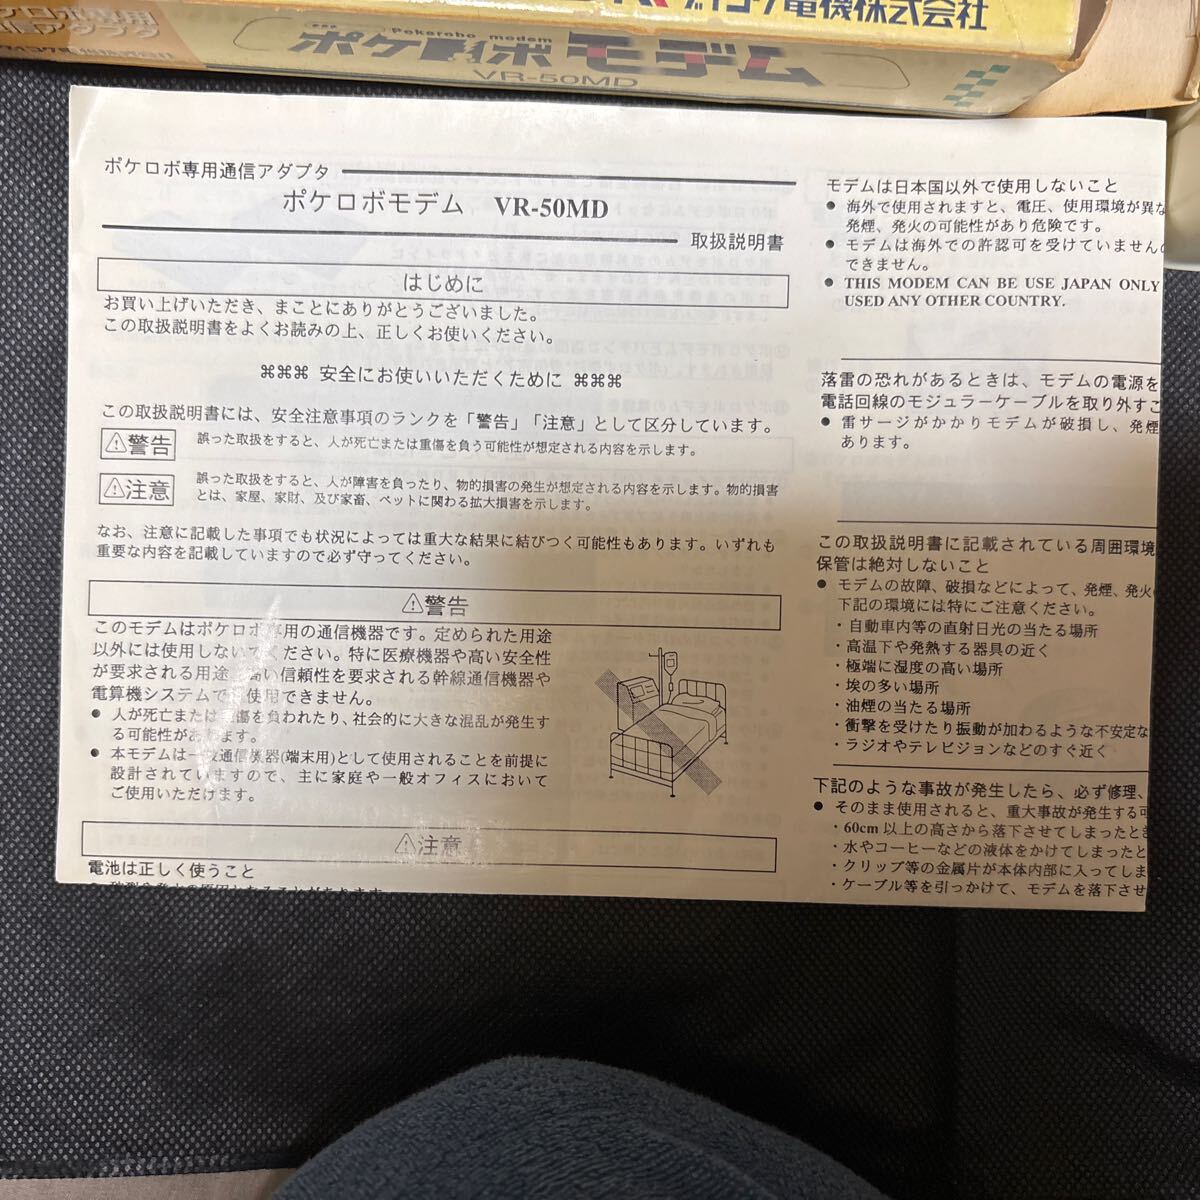 電機株式会社
Pokerobo modem
ポケロボモデム
VR-50MD
ポケロボ専用通信アダプタ
ポケロボモデム VR-50MD
取扱説明書
はじめに
お買い上げいただき、まことにありがとうございました。
この取扱説明書をよくお読みの上、正しくお使いください。
⌘⌘⌘ 安全にお使いいただくために ⌘⌘⌘
この取扱説明書には、安全注意事項のランクを「警告」「注意」として区分しています。
⚠警告
誤った取扱をすると、人が死亡または重傷を負う可能性が想定される内容を示します。
⚠注意
誤った取扱をすると、人が障害を負ったり、物的損害の発生が想定される内容を示します。物的損害
とは、家屋、家財、及び家畜、ペットに関わる拡大損害を示します。
なお、注意に記載した事項でも状況によっては重大な結果に結びつく可能性もあります。いずれも
重要な内容を記載していますので必ず守ってください。
⚠警告
このモデムはポケロボ専用の通信機器です。定められた用途
以外には使用しないでください。特に医療機器や高い安全性
が要求される用途、高い信頼性を要求される幹線通信機器や
電算機システムでは使用できません。
● 人が死亡または重傷を負われたり、社会的に大きな混乱が発生す
る可能性があります。
● 本モデムは一般通信機器(端末用)として使用されることを前提に
設計されていますので、主に家庭や一般オフィスにおいて
ご使用いただけます。
⚠注意
電池は正しく使うこと
モデムは日本国以外で使用しないこと
● 海外で使用されますと、電圧、使用環境が異な
発煙、発火の可能性があり危険です。
● モデムは海外での許認可を受けていません
できません。
● THIS MODEM CAN BE USE JAPAN ONLY
USED ANY OTHER COUNTRY.
落雷の恐れがあるときは、モデムの電源を
電話回線のモジュラーケーブルを取り外すこ
● 雷サージがかかりモデムが破損し、発煙
あります。
この取扱説明書に記載されている周囲環境
保管は絶対しないこと
● モデムの故障、破損などによって、発煙、発火
下記の環境には特にご注意ください。
・自動車内等の直射日光の当たる場所
・高温下や発熱する器具の近く
・極端に湿度の高い場所
・埃の多い場所
・油煙の当たる場所
・衝撃を受けたり振動が加わるような不安定な
・ラジオやテレビジョンなどのすぐ近く
下記のような事故が発生したら、必ず修理、
● そのまま使用されると、重大事故が発生する可
・60cm 以上の高さから落下させてしまったとき
・水やコーヒーなどの液体をかけてしまったと
・クリップ等の金属片が本体内部に入ってしま
・ケーブル等を引っかけて、モデムを落下させ